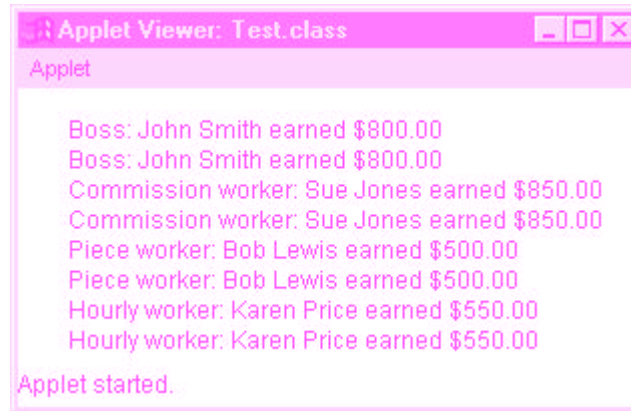 Applet Viewer: Test.class
Applet
Boss: John Smith earned $800.00
Boss: John Smith earned $800.00
Commission worker: Sue Jones earned $850.00
Commission worker: Sue Jones earned $850.00
Piece worker: Bob Lewis earned $500.00
Piece worker: Bob Lewis earned $500.00
Hourly worker: Karen Price earned $550.00
Hourly worker: Karen Price earned $550.00
Applet started.